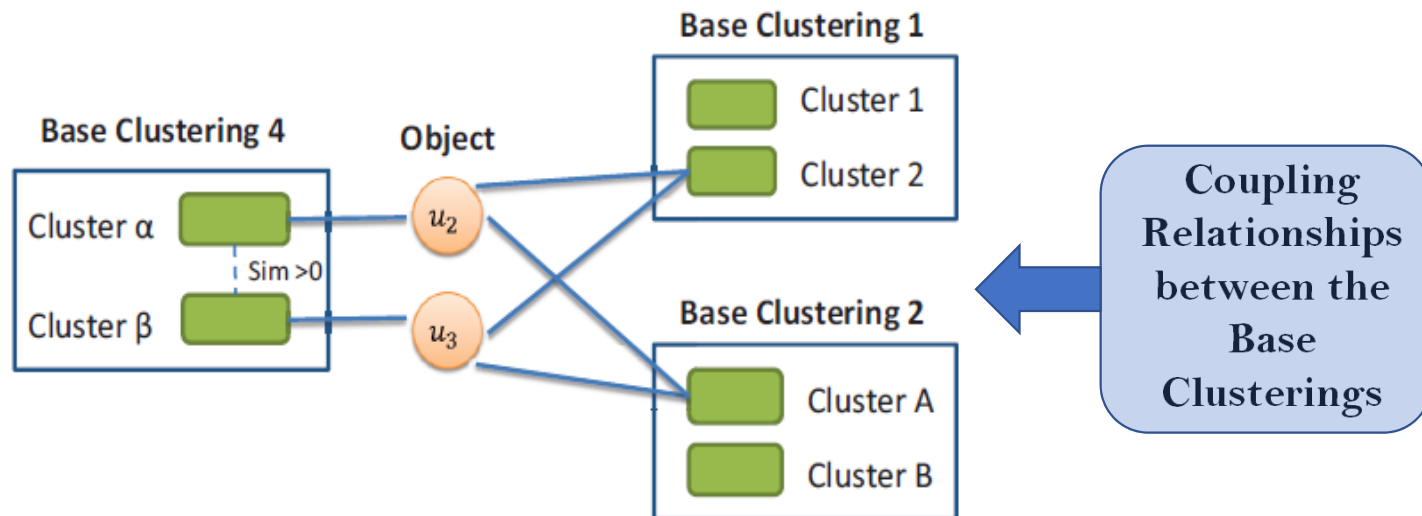 Base Clustering 4
Cluster α
Sim >0
Cluster β
Object
u₂
u₃
Base Clustering 1
Cluster 1
Cluster 2
Base Clustering 2
Cluster A
Cluster B
Coupling
Relationships
between the
Base
Clusterings